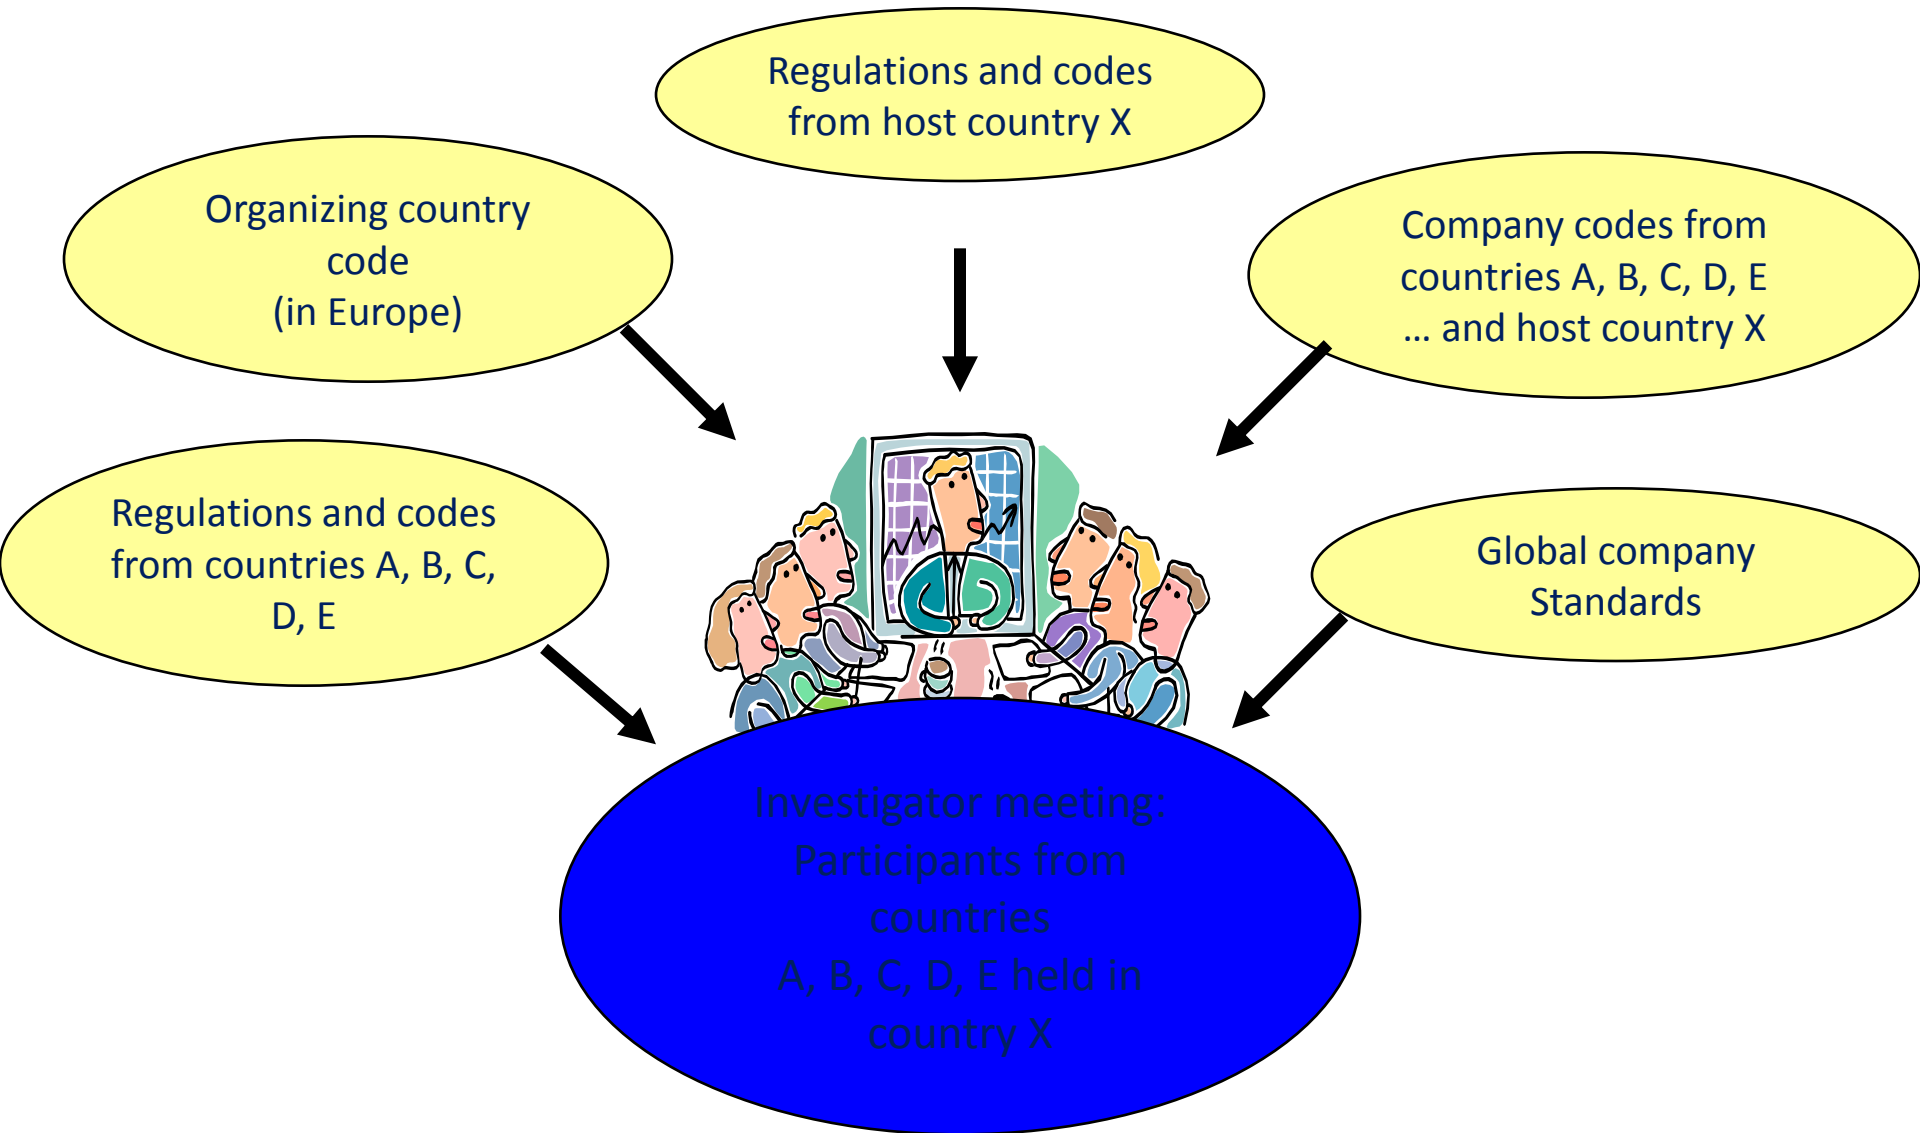 Regulations and codes
from host country X
Organizing country
code
(in Europe)
Company codes from
countries A, B, C, D, E
... and host country X
Regulations and codes
from countries A, B, C,
D, E
Global company
Standards
Investigator meeting:
Participants from
countries
A, B, C, D, E held in
country X